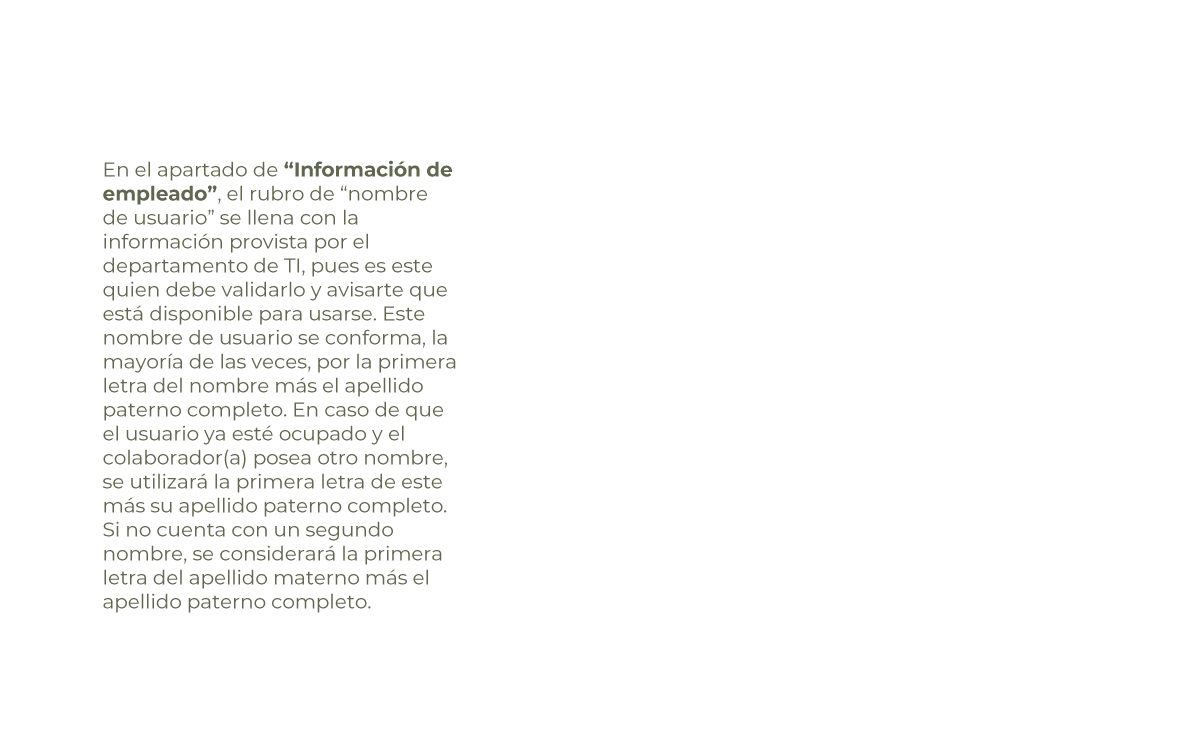 En el apartado de “Información de
empleado”, el rubro de “nombre
de usuario” se llena con la
información provista por el
departamento de TI, pues es este
quien debe validarlo y avisarte que
está disponible para usarse. Este
nombre de usuario se conforma, la
mayoría de las veces, por la primera
letra del nombre más el apellido
paterno completo. En caso de que
el usuario ya esté ocupado y el
colaborador(a) posea otro nombre,
se utilizará la primera letra de este
más su apellido paterno completo.
Si no cuenta con un segundo
nombre, se considerará la primera
letra del apellido materno más el
apellido paterno completo.